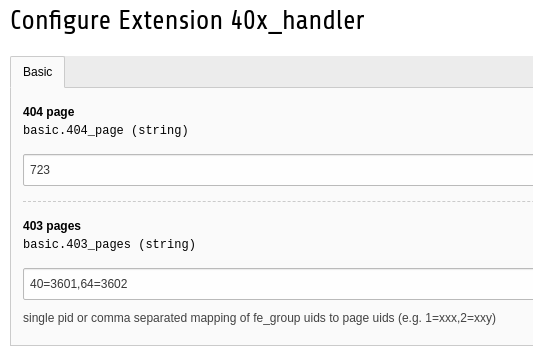 Configure Extension 40x_handler
Basic
404 page
basic.404_page (string)
723
403 pages
basic.403_pages (string)
40=3601,64=3602
single pid or comma separated mapping of fe_group uids to page uids (e.g. 1=xxx,2=xxy)